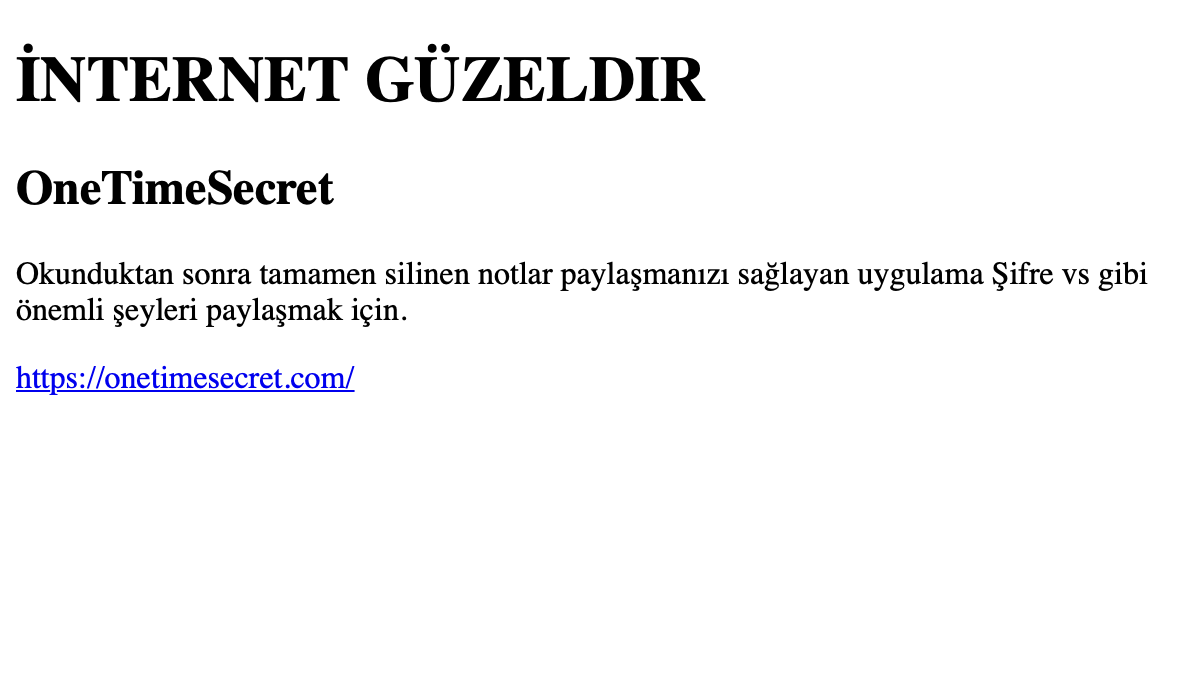 İNTERNET GÜZELDIR
OneTimeSecret
Okunduktan sonra tamamen silinen notlar paylaşmanızı sağlayan uygulama Şifre vs gibi
önemli şeyleri paylaşmak için.
https://onetimesecret.com/